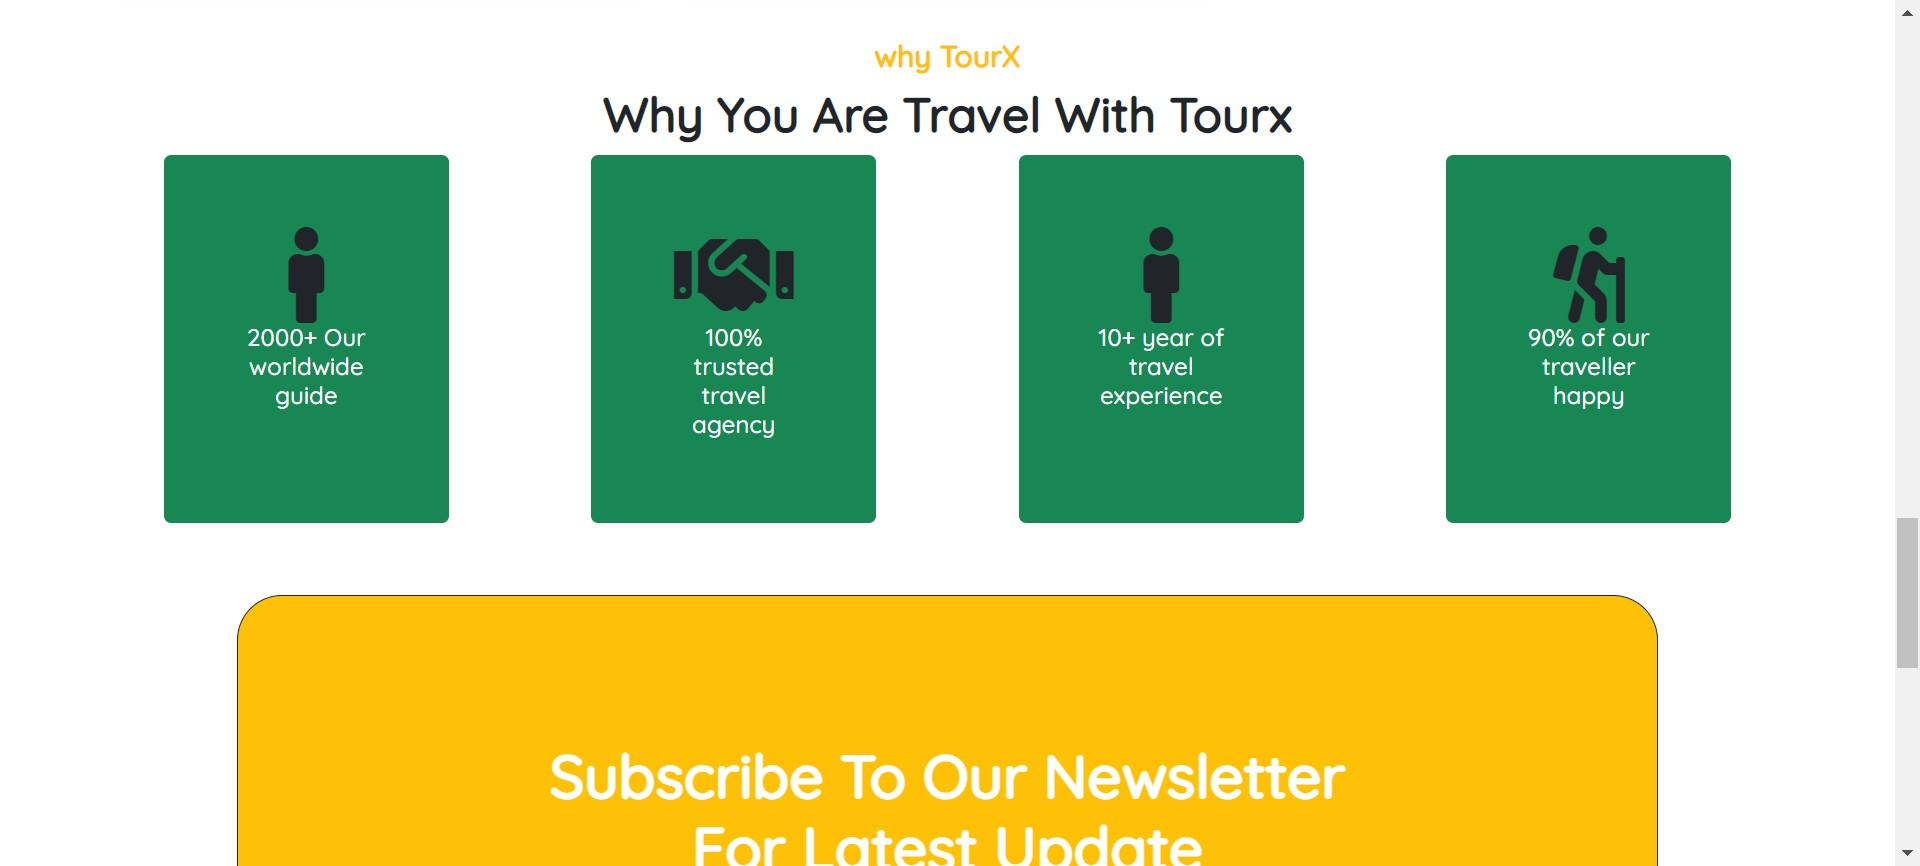 why TourX
Why You Are Travel With Tourx
2000+ Our
worldwide
guide
100%
trusted
travel
agency
10+ year of
travel
experience
90% of our
traveller
happy
Subscribe To Our Newsletter
For Latest Update